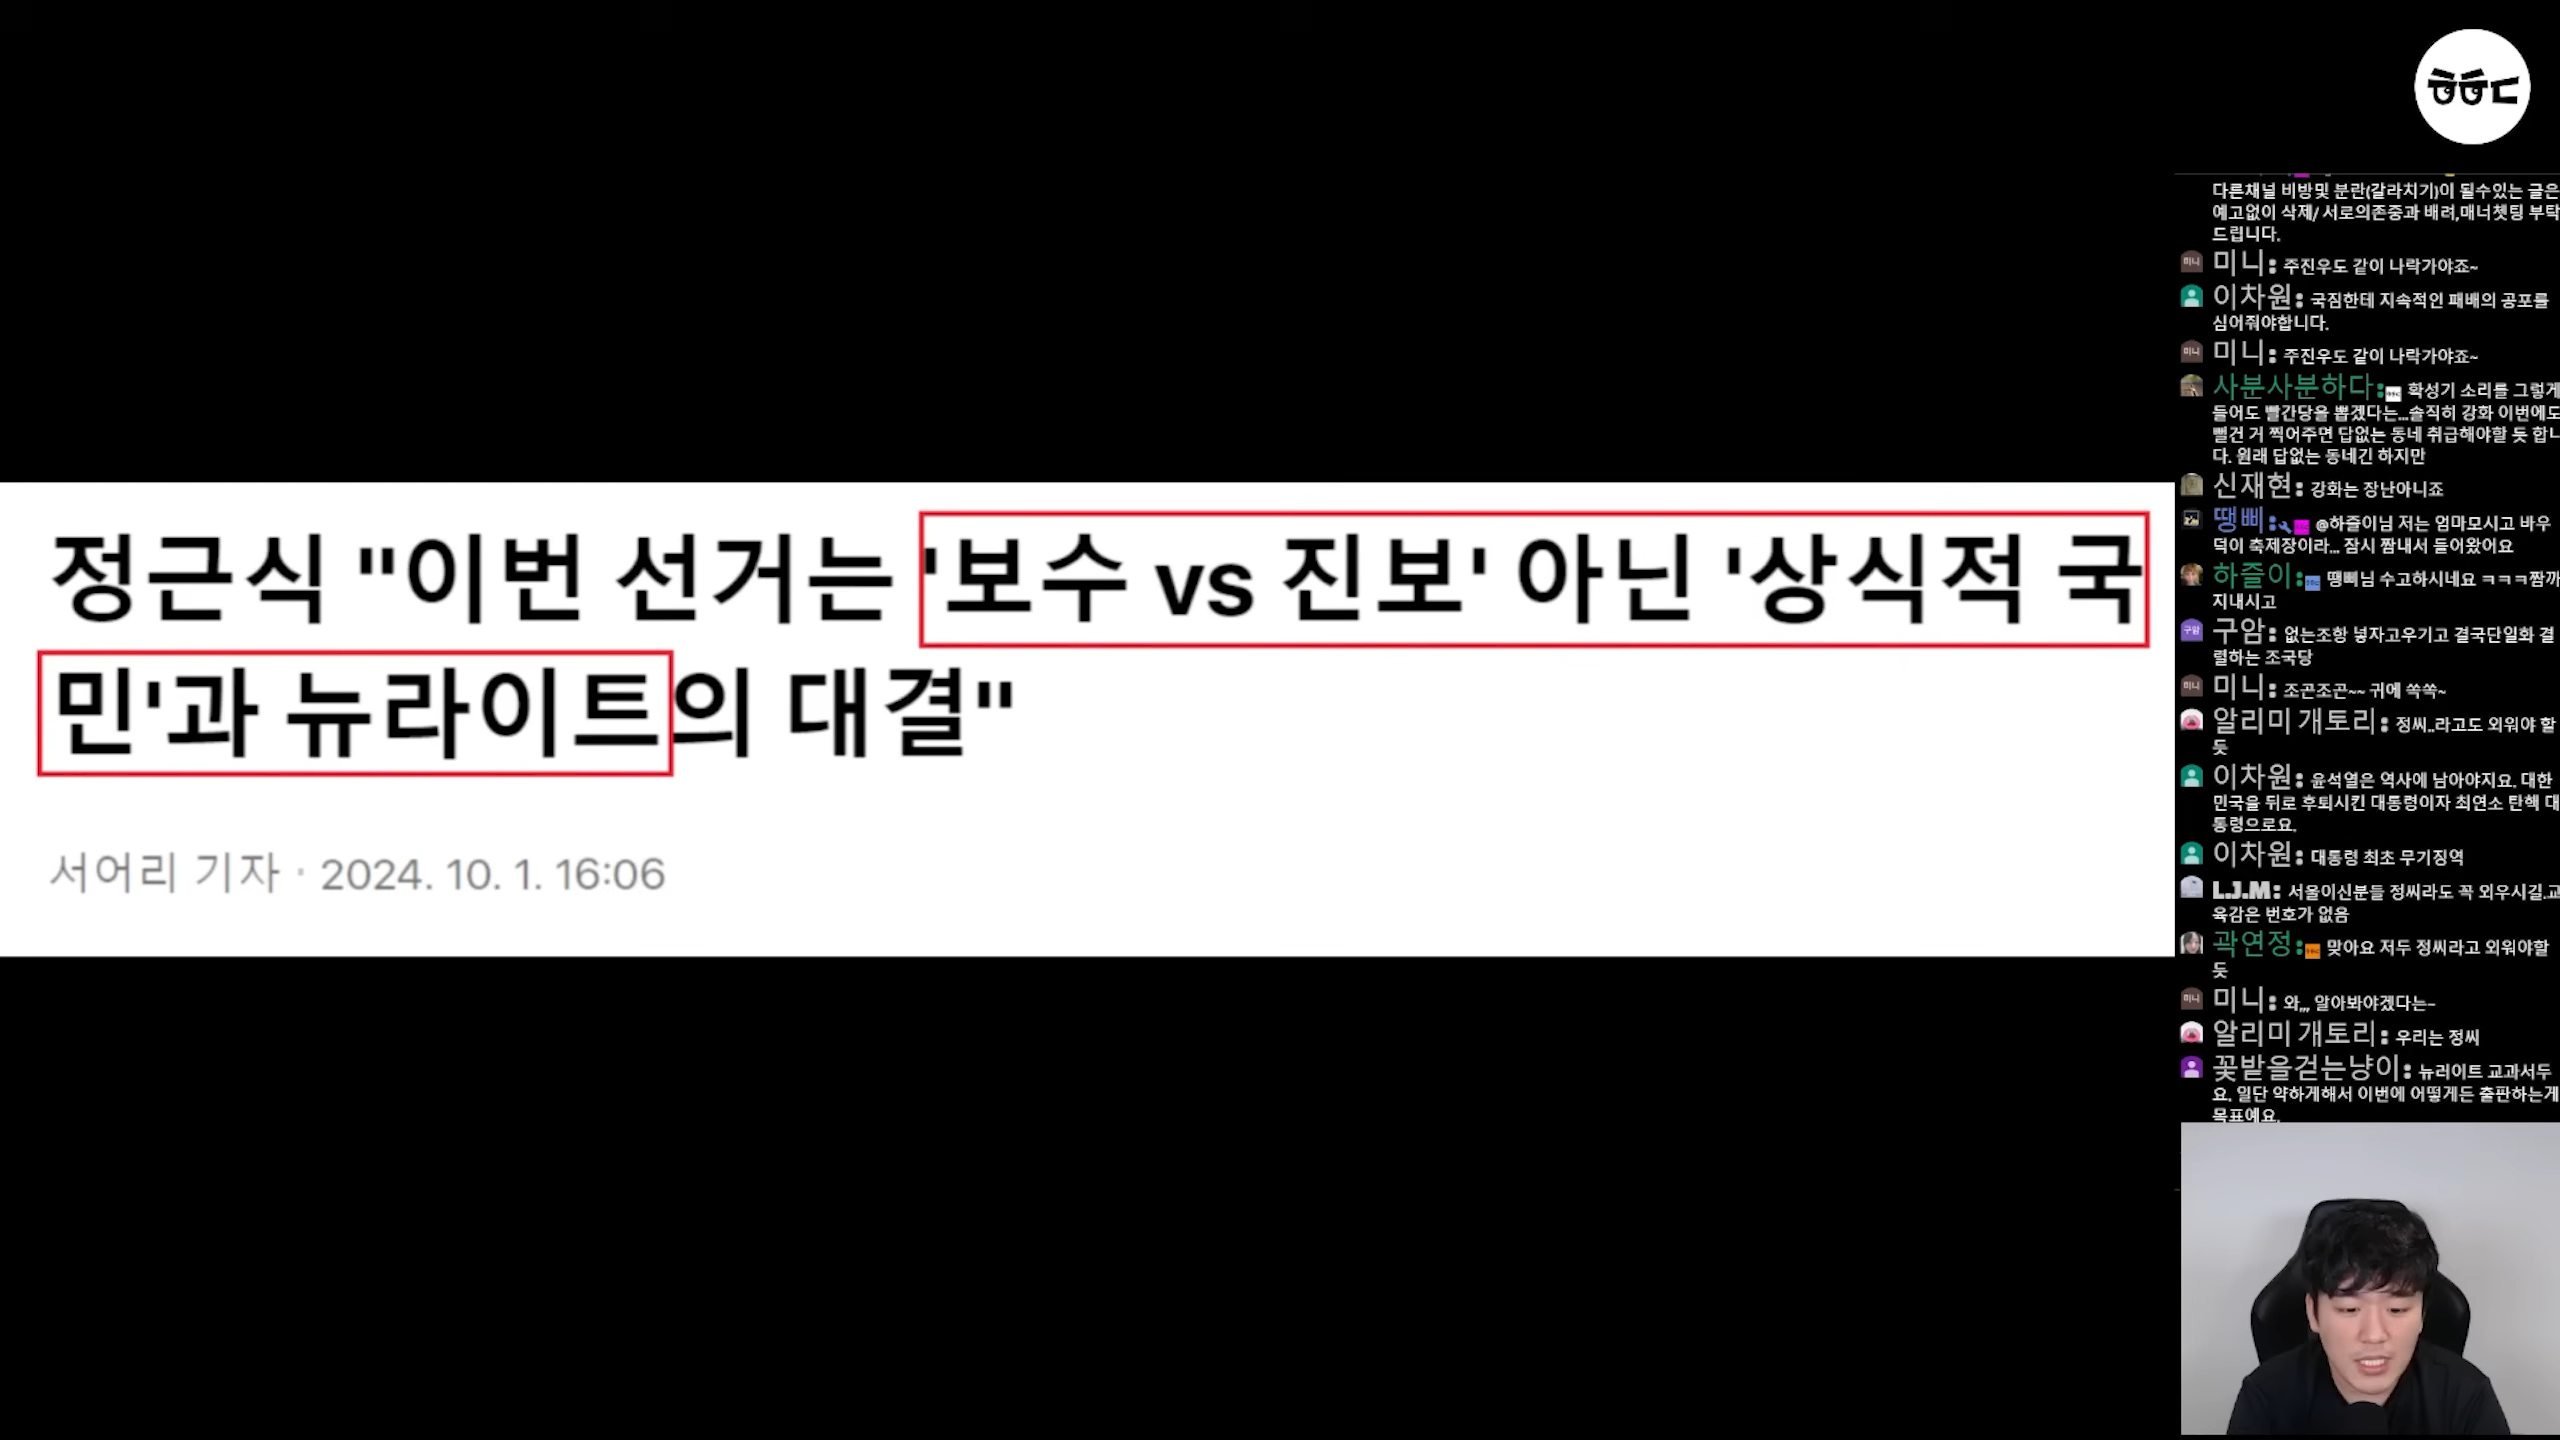 ㅎㅎㄷ
다른채널 비방및 분란(갈라치기)이 될수있는 글은
예고없이 삭제/ 서로의존중과 배려,매너쳇팅 부탁
드립니다.
미니: 주진우도 같이 나락가야죠~
이차원: 국짐한테 지속적인 패배의 공포를
심어줘야합니다.
미니: 주진우도 같이 나락가야죠~
사분사분하다: 확성기 소리를 그렇게
들어도 빨간당을 뽑겠다는...솔직히 강화 이번에도
뻘건 거 찍어주면 답없는 동네 취급해야할 듯 합니
다. 원래 답없는 동네긴 하지만
신재현: 강화는 장난아니죠
땡삐: @하즐이님 저는 엄마모시고 바우
덕이 축제장이라... 잠시 짬내서 들어왔어요
하즐이: 땡삐님 수고하시네요 ㅋㅋㅋ짬까
지내시고
구암: 없는조항 넣자고우기고 결국단일화 결
렬하는 조국당
미니: 조곤조곤~~ 귀에 쏙쏙~
알리미 개토리: 정씨..라고도 외워야 할
듯
이차원: 윤석열은 역사에 남아야지요. 대한
민국을 뒤로 후퇴시킨 대통령이자 최연소 탄핵 대
통령으로요.
이차원: 대통령 최초 무기징역
L.J.M: 서울이신분들 정씨라도 꼭 외우시길.교
육감은 번호가 없음
곽연정: 맞아요 저두 정씨라고 외워야할
듯
미니: 와,,, 알아봐야겠다는~
알리미 개토리: 우리는 정씨
꽃밭을걷는냥이: 뉴라이트 교과서두
요. 일단 약하게해서 이번에 어떻게든 출판하는게
목표예요.
정근식 "이번 선거는 '보수 vs 진보' 아닌 '상식적 국
민'과 뉴라이트의 대결"
서어리 기자 · 2024. 10. 1. 16:06